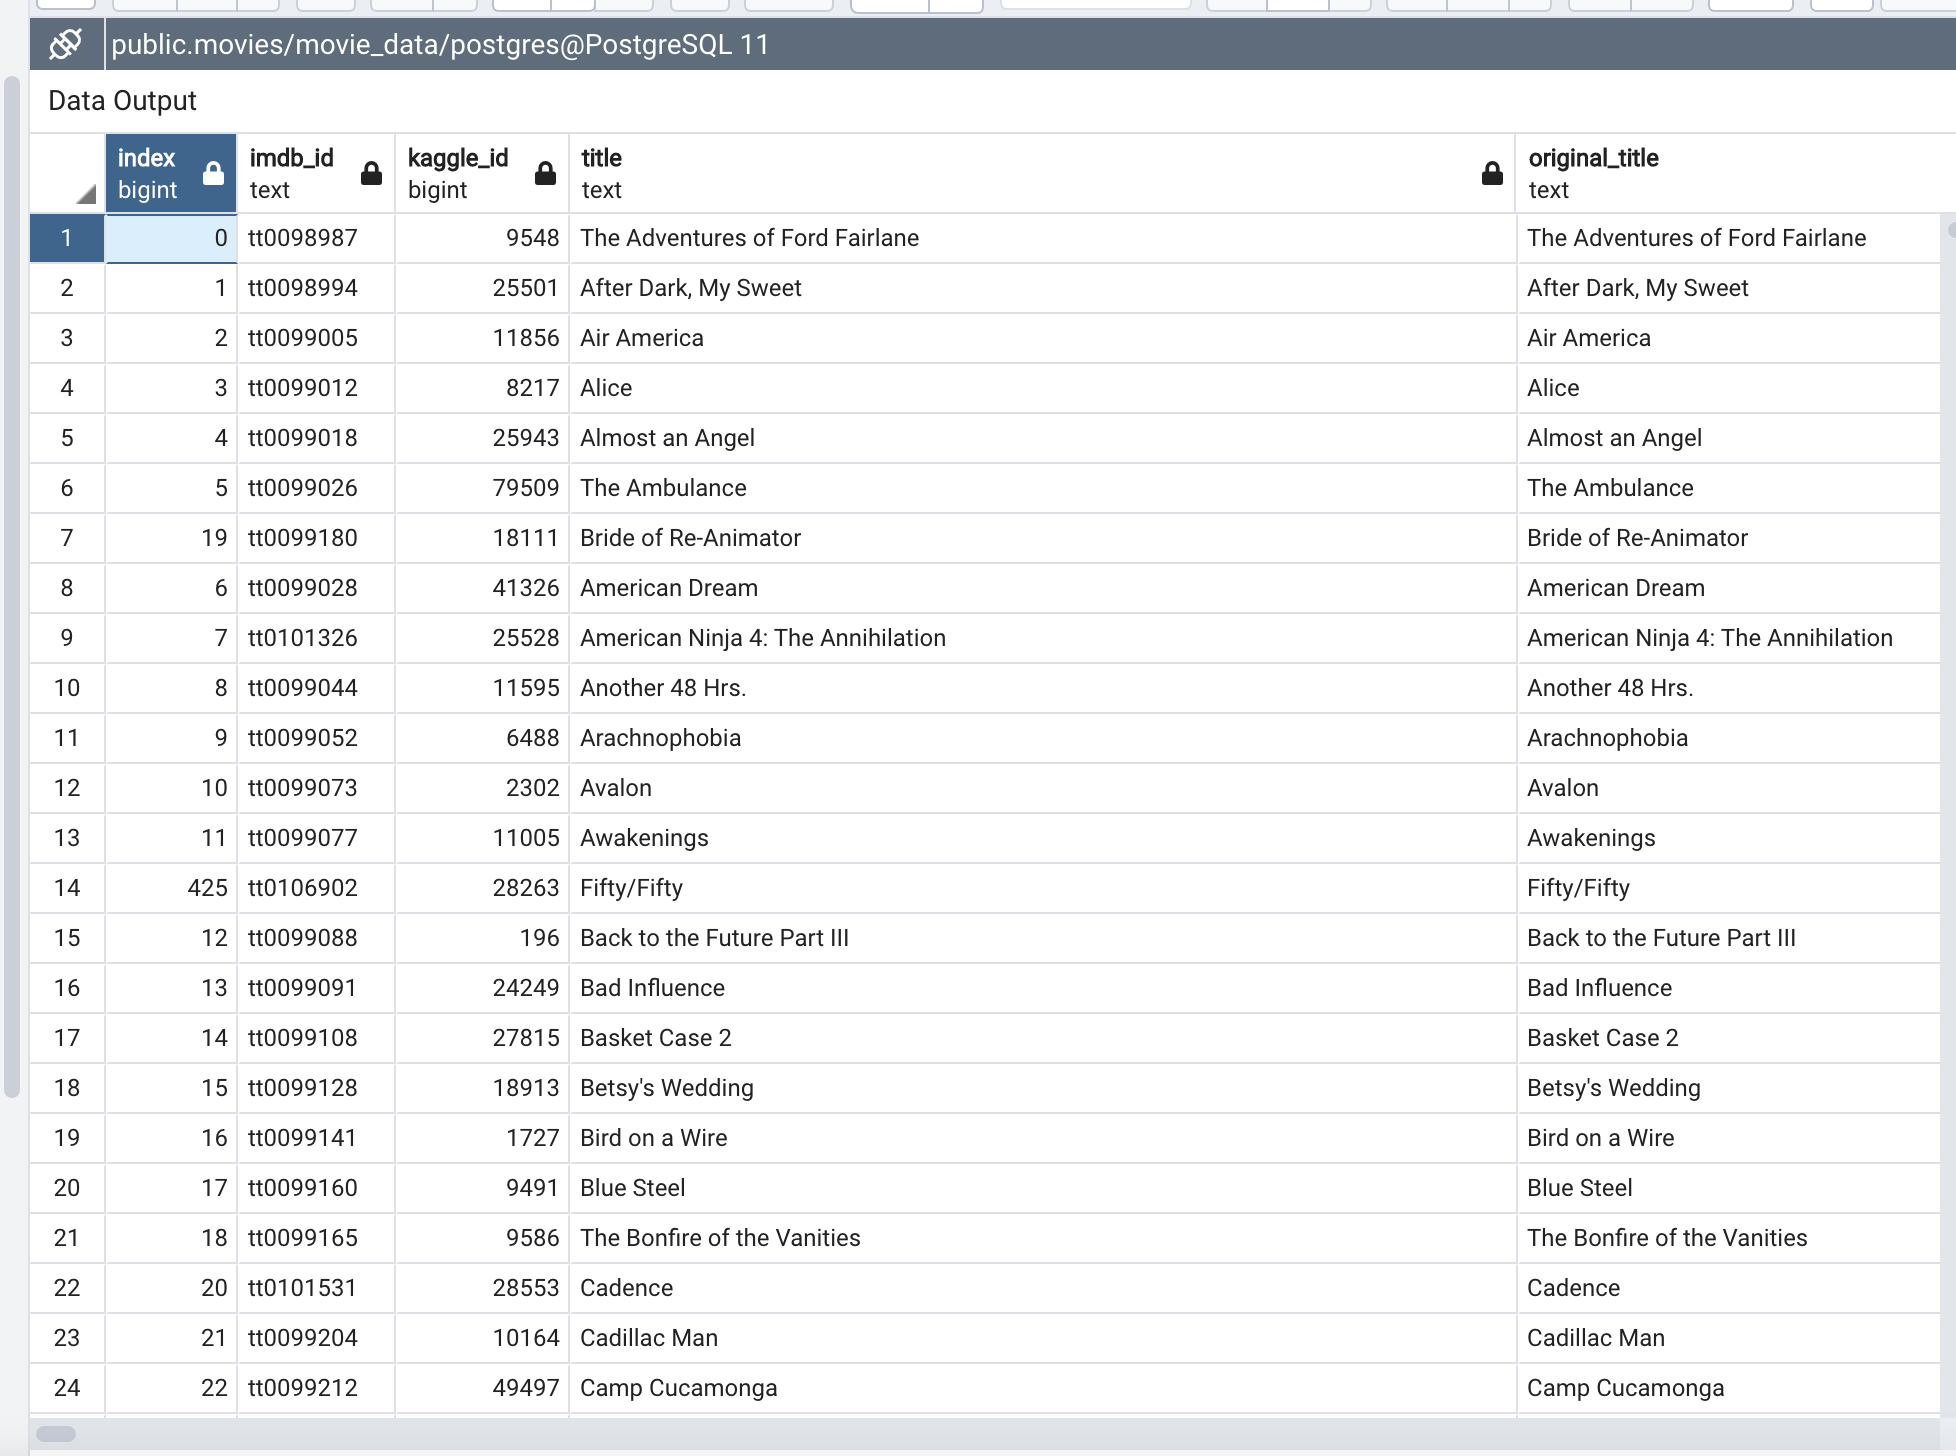 public.movies/movie_data/postgres@PostgreSQL 11
Data Output
index imdb_id kaggle_id title original_title
bigint text bigint text text
1 0 tt0098987 9548 The Adventures of Ford Fairlane The Adventures of Ford Fairlane
2 1 tt0098994 25501 After Dark, My Sweet After Dark, My Sweet
3 2 tt0099005 11856 Air America Air America
4 3 tt0099012 8217 Alice Alice
5 4 tt0099018 25943 Almost an Angel Almost an Angel
6 5 tt0099026 79509 The Ambulance The Ambulance
7 19 tt0099180 18111 Bride of Re-Animator Bride of Re-Animator
8 6 tt0099028 41326 American Dream American Dream
9 7 tt0101326 25528 American Ninja 4: The Annihilation American Ninja 4: The Annihilation
10 8 tt0099044 11595 Another 48 Hrs. Another 48 Hrs.
11 9 tt0099052 6488 Arachnophobia Arachnophobia
12 10 tt0099073 2302 Avalon Avalon
13 11 tt0099077 11005 Awakenings Awakenings
14 425 tt0106902 28263 Fifty/Fifty Fifty/Fifty
15 12 tt0099088 196 Back to the Future Part III Back to the Future Part III
16 13 tt0099091 24249 Bad Influence Bad Influence
17 14 tt0099108 27815 Basket Case 2 Basket Case 2
18 15 tt0099128 18913 Betsy's Wedding Betsy's Wedding
19 16 tt0099141 1727 Bird on a Wire Bird on a Wire
20 17 tt0099160 9491 Blue Steel Blue Steel
21 18 tt0099165 9586 The Bonfire of the Vanities The Bonfire of the Vanities
22 20 tt0101531 28553 Cadence Cadence
23 21 tt0099204 10164 Cadillac Man Cadillac Man
24 22 tt0099212 49497 Camp Cucamonga Camp Cucamonga